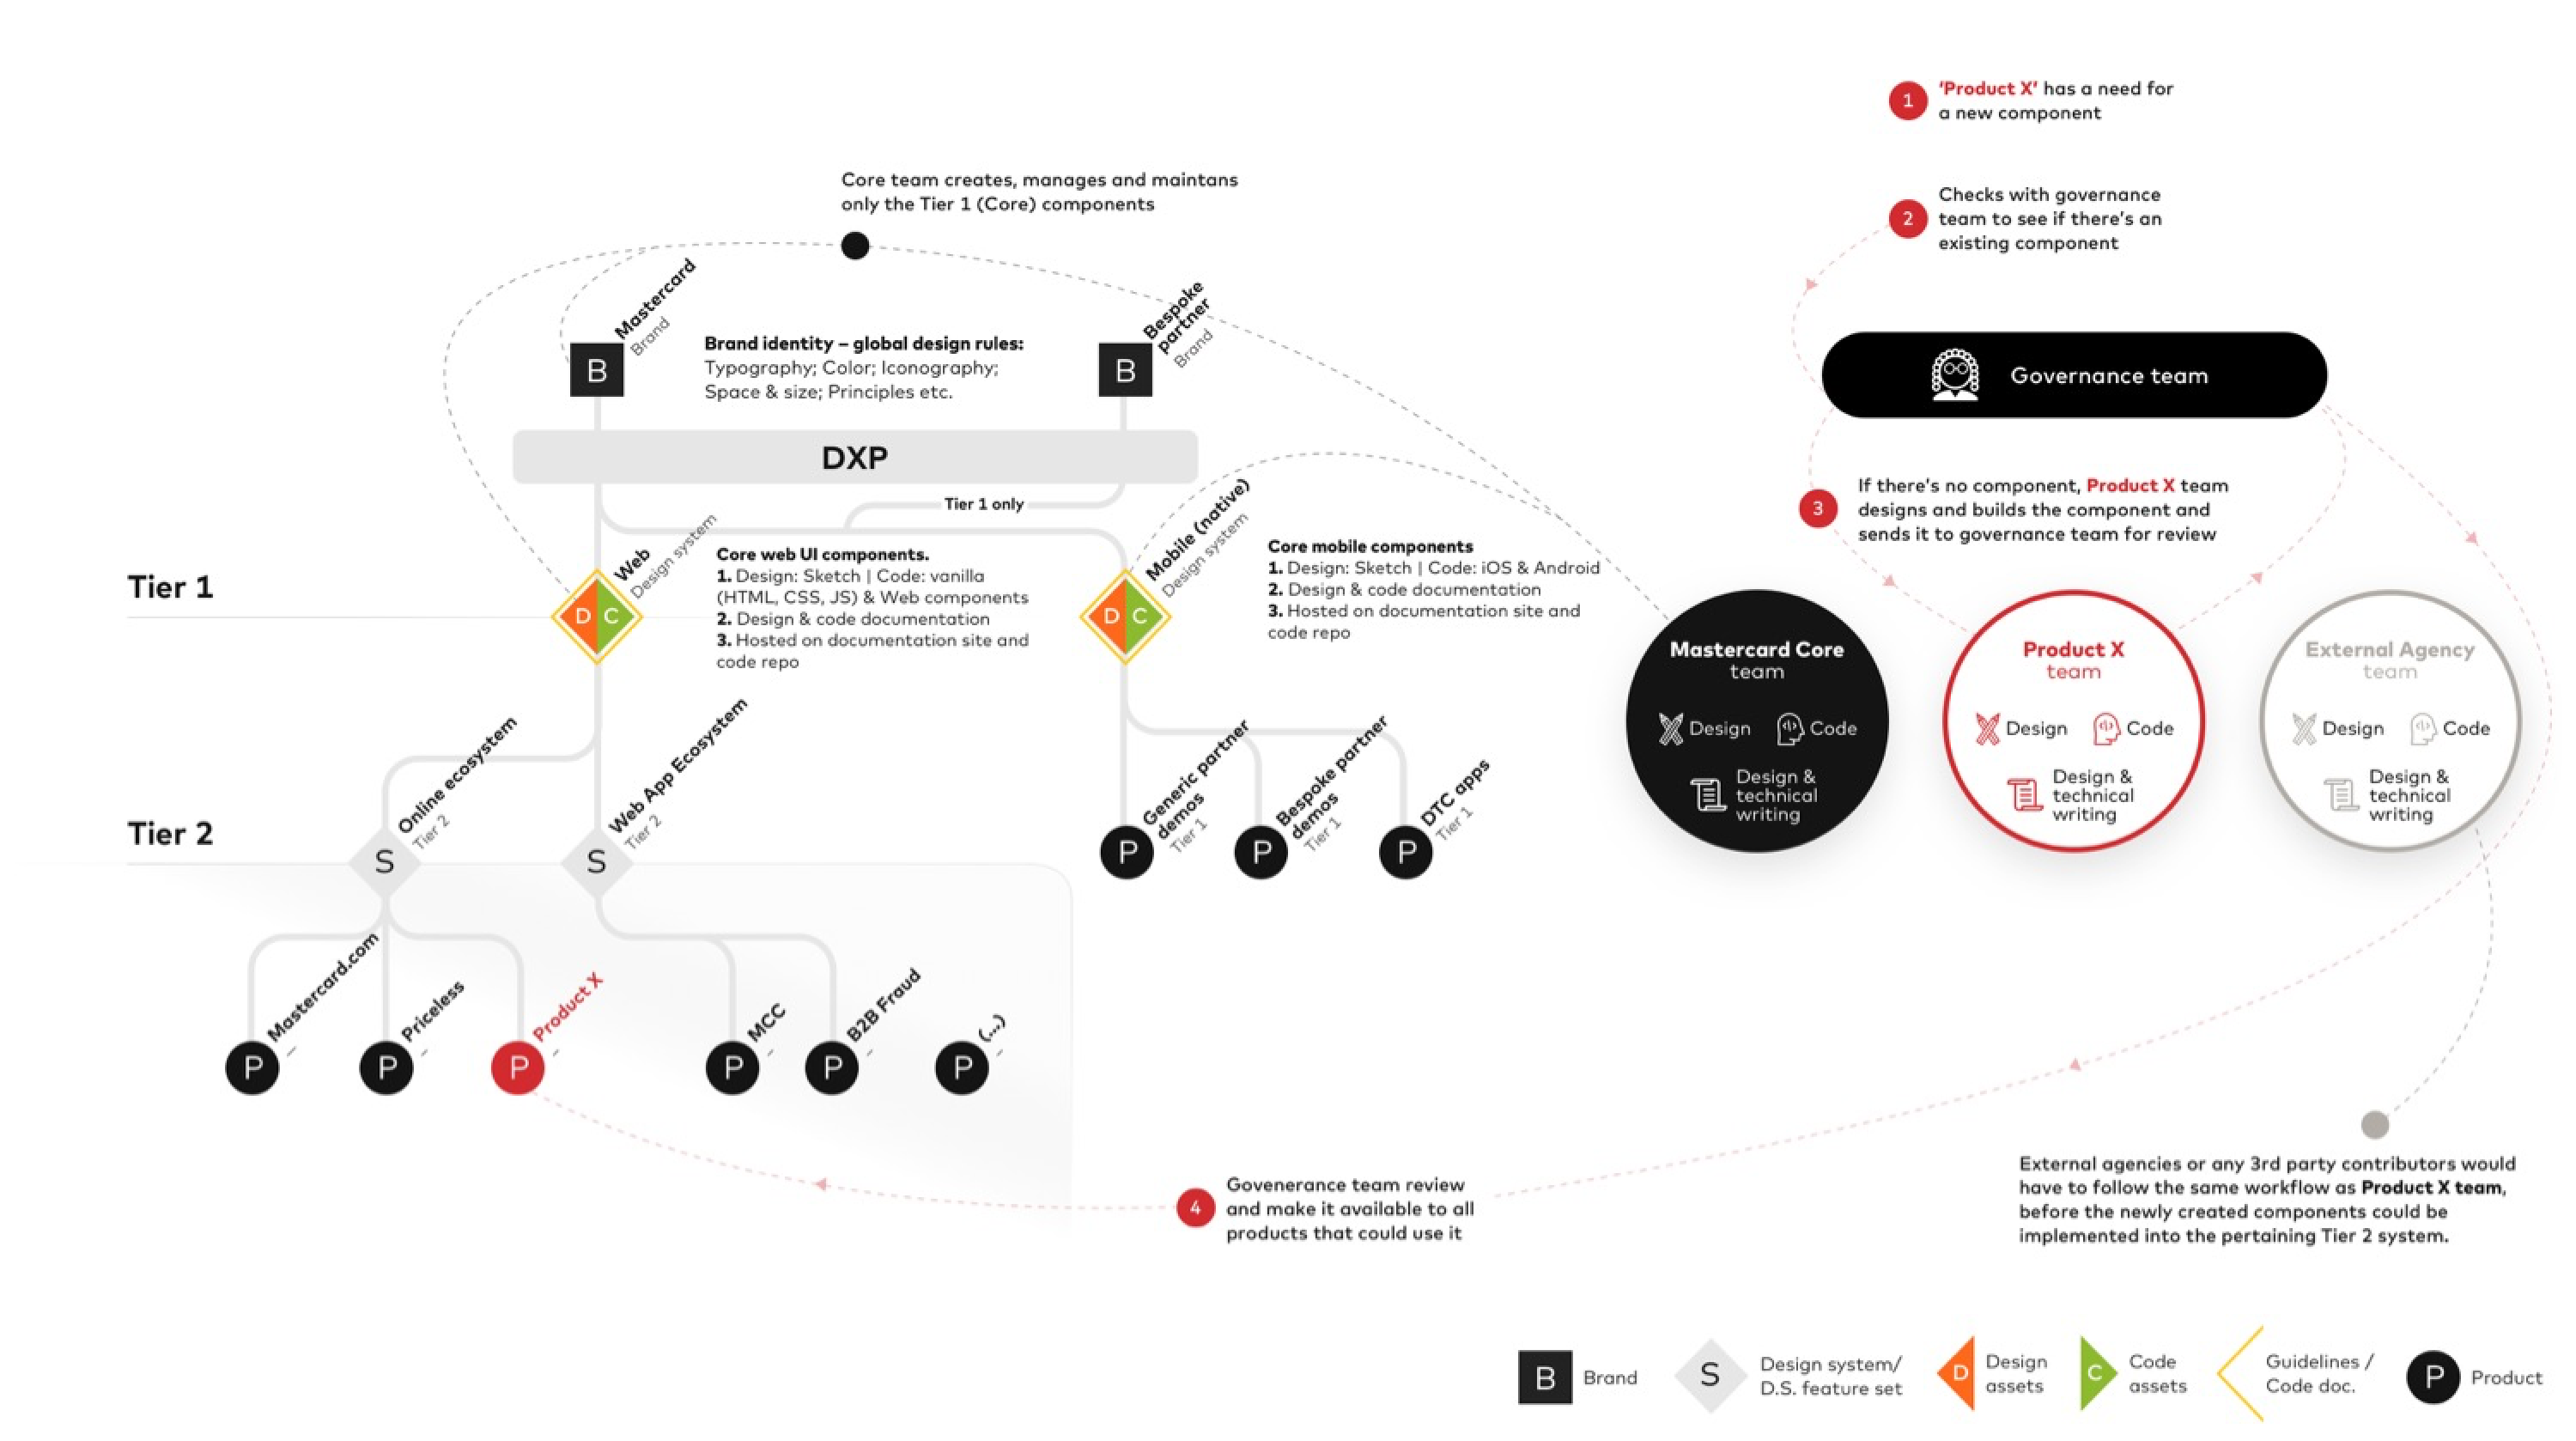 1
'Product X' has a need for
a new component
2
Checks with governance
team to see if there's an
existing component
Core team creates, manages and maintans
only the Tier 1 (Core) components
Mastercard
Brand
B
Brand identity – global design rules:
Typography; Color; Iconography;
Space & size; Principles etc.
Bespoke
partner
Brand
B
Governance team
DXP
Tier 1 only
3
If there's no component, Product X team
designs and builds the component and
sends it to governance team for review
Tier 1
Web
Design system
D C
Core web UI components.
1. Design: Sketch | Code: vanilla
(HTML, CSS, JS) & Web components
2. Design & code documentation
3. Hosted on documentation site and
code repo
Mobile (native)
Design system
D C
Core mobile components
1. Design: Sketch | Code: iOS & Android
2. Design & code documentation
3. Hosted on documentation site and
code repo
Mastercard Core
team
Design
Code
Design &
technical
writing
Product X
team
Design
Code
Design &
technical
writing
External Agency
team
Design
Code
Design &
technical
writing
Tier 2
Online ecosystem
Tier 2
S
Web App Ecosystem
Tier 2
S
Generic partner
demos
Tier 1
P
Bespoke partner
demos
Tier 1
P
DTC apps
Tier 1
P
Mastercard.com
–
P
Priceless
–
P
Product X
–
P
MCC
–
P
B2B Fraud
–
P
(...)
–
P
4
Govenerance team review
and make it available to all
products that could use it
External agencies or any 3rd party contributors would
have to follow the same workflow as Product X team,
before the newly created components could be
implemented into the pertaining Tier 2 system.
B
Brand
S
Design system/
D.S. feature set
D
Design
assets
C
Code
assets
Guidelines /
Code doc.
P
Product